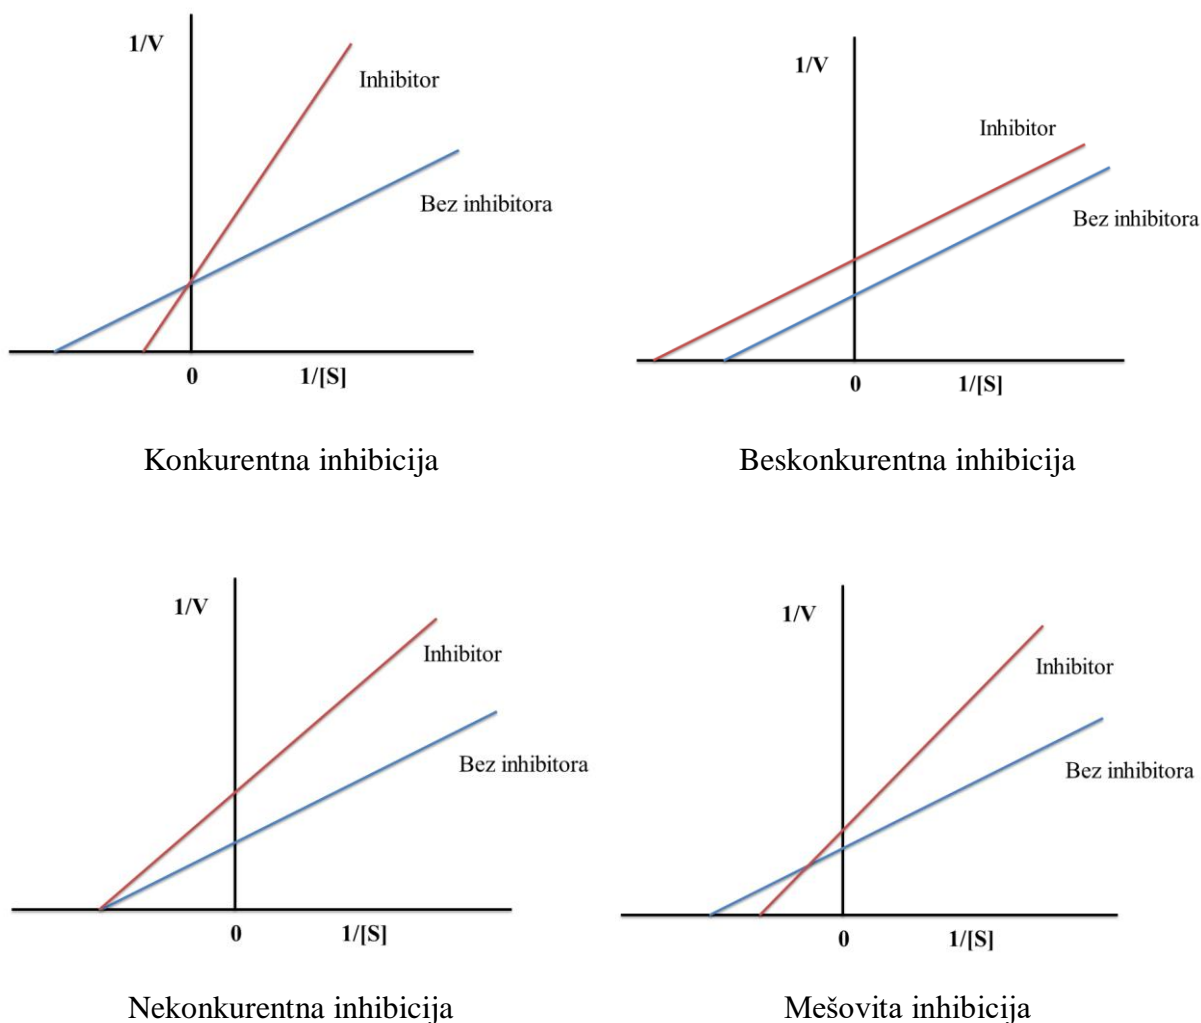 1/V
Inhibitor
Bez inhibitora
0
1/[S]
Konkurentna inhibicija
1/V
Inhibitor
Bez inhibitora
0
1/[S]
Beskonkurentna inhibicija
1/V
Inhibitor
Bez inhibitora
0
1/[S]
Nekonkurentna inhibicija
1/V
Inhibitor
Bez inhibitora
0
1/[S]
Mešovita inhibicija